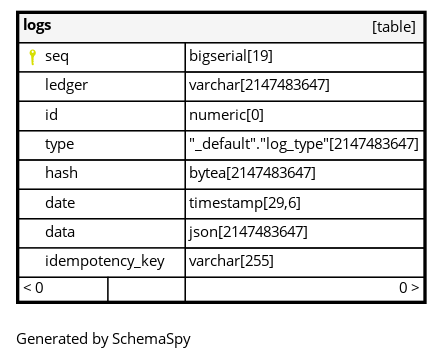 logs [table]
seq bigserial[19]
ledger varchar[2147483647]
id numeric[0]
type "_default"."log_type"[2147483647]
hash bytea[2147483647]
date timestamp[29,6]
data json[2147483647]
idempotency_key varchar[255]
< 0 0 >
Generated by SchemaSpy